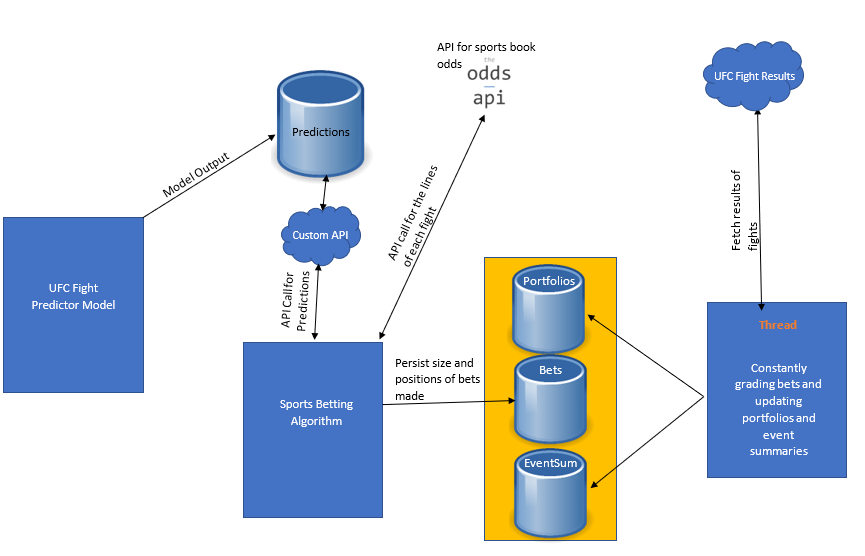 API for sports book
odds
the
odds
api
UFC Fight Results
Predictions
Model Output
Custom API
API call for the lines
of each fight
Fetch results of
fights
API Call for
Predictions
UFC Fight
Predictor Model
Portfolios
Thread
Constantly
grading bets and
updating
portfolios and
event
summaries
Persist size and
positions of bets
made
Bets
Sports Betting
Algorithm
EventSum